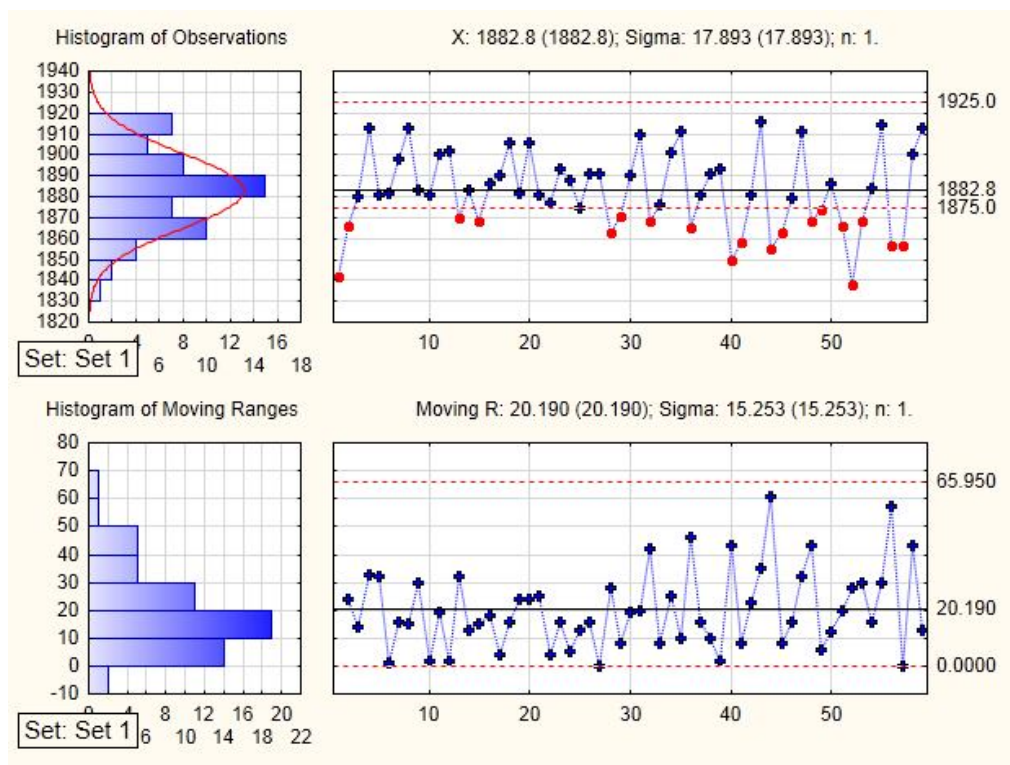 Histogram of Observations
X: 1882.8 (1882.8); Sigma: 17.893 (17.893); n: 1.
1940
1930
1920
1910
1900
1890
1880
1870
1860
1850
1840
1830
1820
1925.0
1882.8
1875.0
8 12 16
6 10 14 18
10 20 30 40 50
Set: Set 1
Histogram of Moving Ranges
Moving R: 20.190 (20.190); Sigma: 15.253 (15.253); n: 1.
80
70
60
50
40
30
20
10
0
-10
65.950
20.190
0.0000
8 12 16 20
6 10 14 18 22
10 20 30 40 50
Set: Set 1